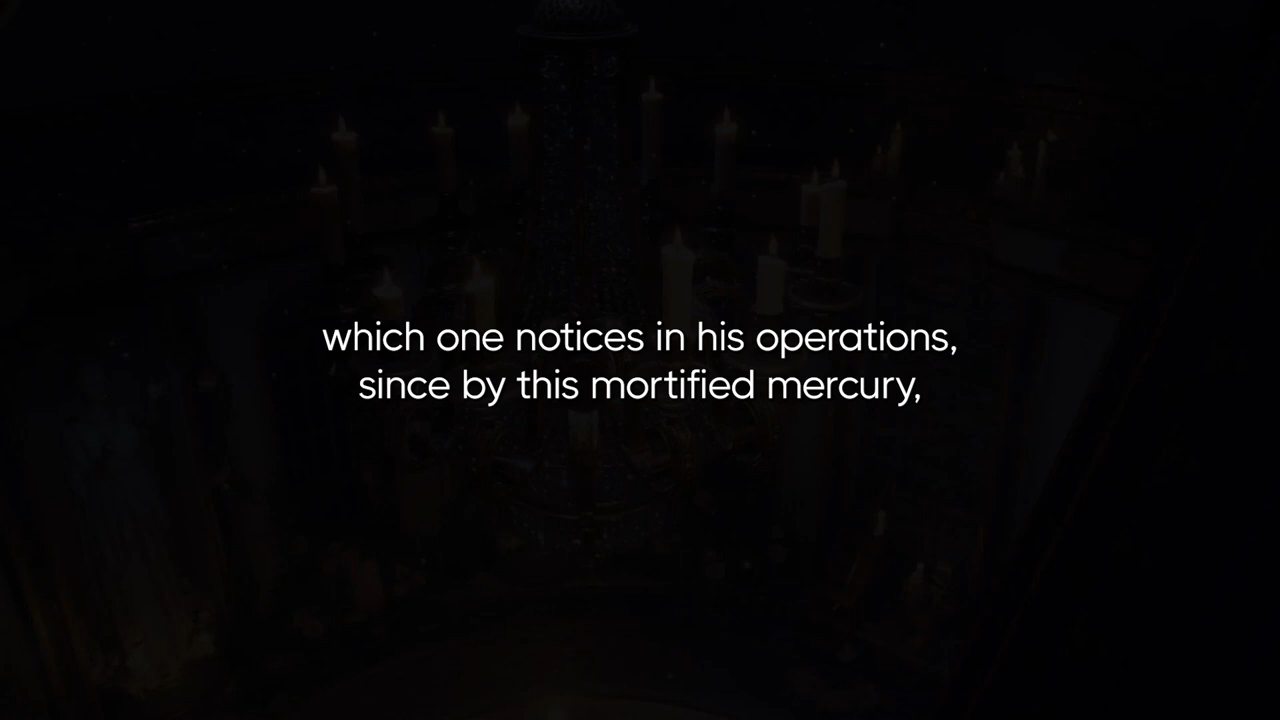 which one notices in his operations,
since by this mortified mercury,